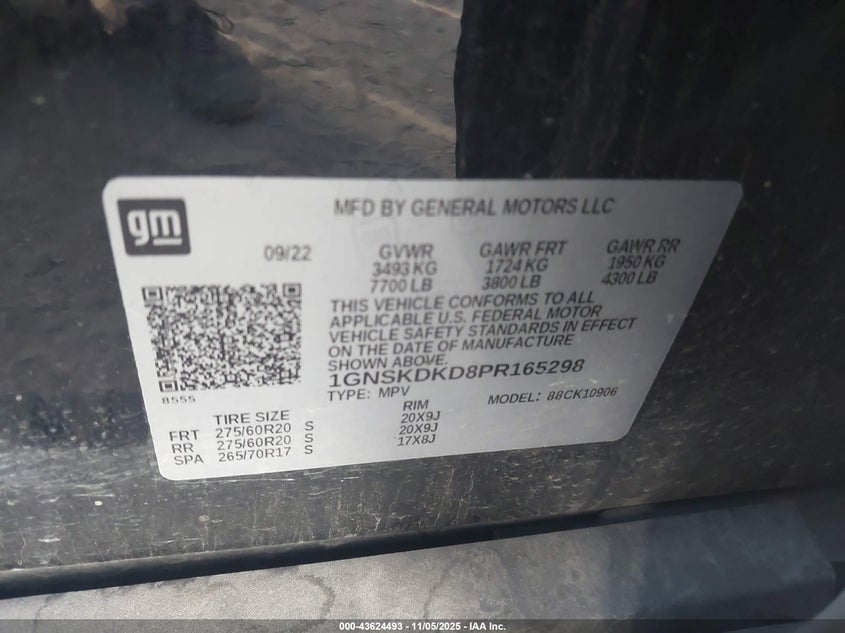 gm
MFD BY GENERAL MOTORS LLC
09/22 GVWR GAWR FRT GAWR RR
3493 KG 1724 KG 1950 KG
7700 LB 3800 LB 4300 LB
THIS VEHICLE CONFORMS TO ALL
APPLICABLE U.S. FEDERAL MOTOR
VEHICLE SAFETY STANDARDS IN EFFECT
ON THE DATE OF MANUFACTURE
SHOWN ABOVE.
1GNSKDKD8PR165298
8555
TYPE: MPV MODEL: 88CK10906
TIRE SIZE RIM
FRT 275/60R20 S 20X9J
RR 275/60R20 S 20X9J
SPA 265/70R17 S 17X8J
000-43624493 - 11/05/2025 - IAA Inc.